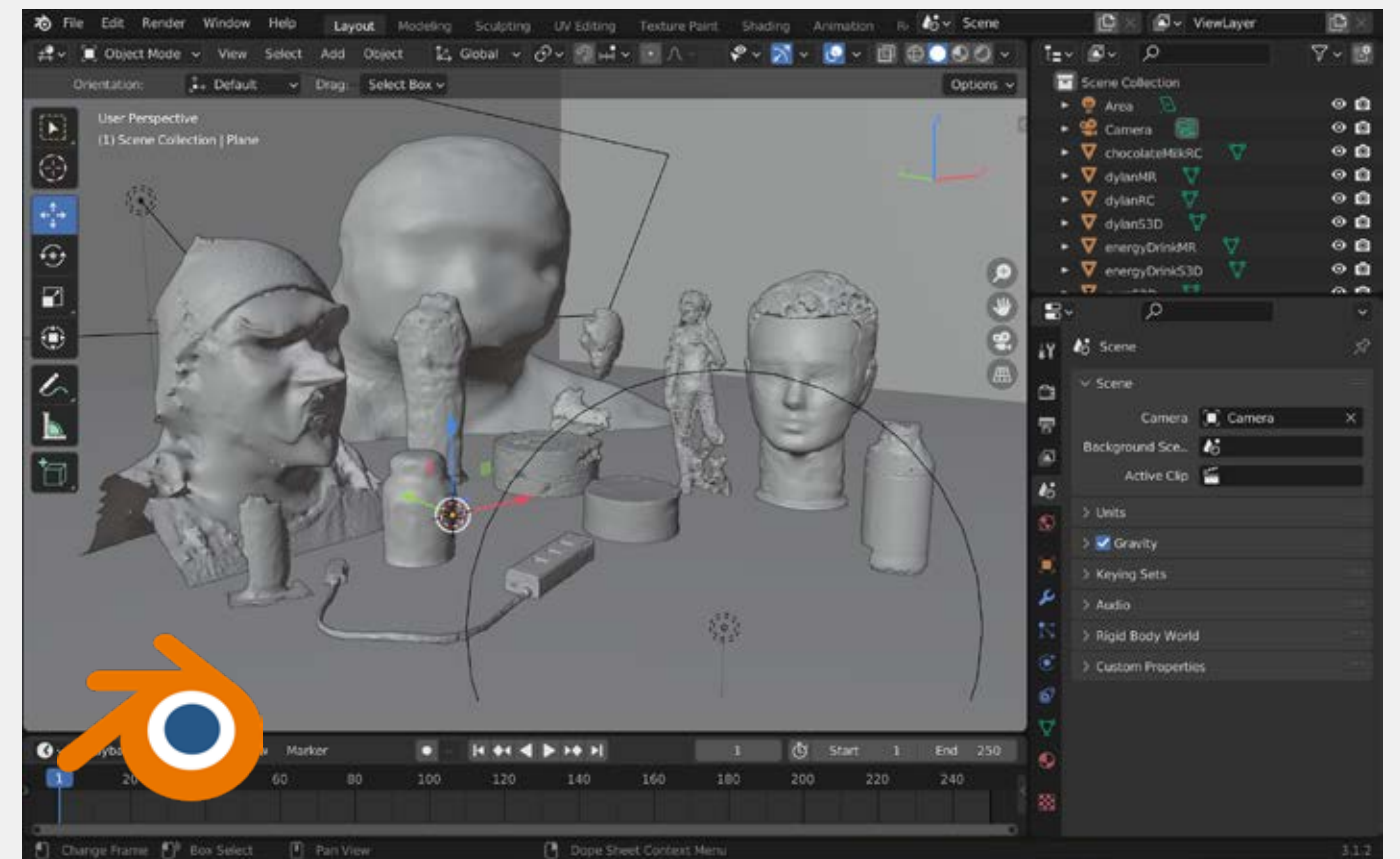 File Edit Render Window Help Layout Modeling Sculpting UV Editing Texture Paint Shading Animation Scene ViewLayer
Object Mode View Select Add Object Global
Orientation: Default Drag: Select Box Options
User Perspective
(1) Scene Collection | Plane
Scene Collection
Area
Camera
chocolateMilkRC
dylanMR
dylanRC
dylanS3D
energyDrinkMR
energyDrinkS3D
Scene
Scene
Camera Camera
Background Sce..
Active Clip
Units
Gravity
Keying Sets
Audio
Rigid Body World
Custom Properties
Marker 1 Start 1 End 250
1 60 80 100 120 140 160 180 200 220 240
Change Frame Box Select Pan View Dope Sheet Context Menu 3.1.2